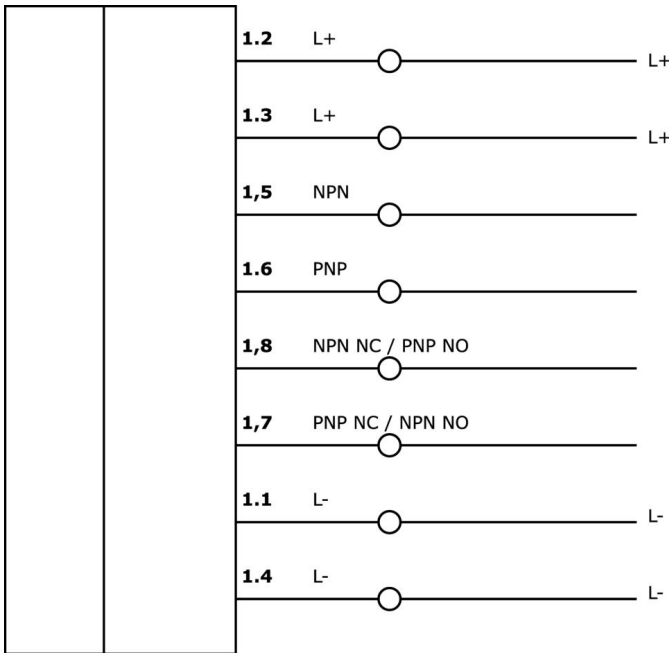 1.2 L+ L+
1.3 L+ L+
1,5 NPN
1.6 PNP
1,8 NPN NC / PNP NO
1,7 PNP NC / NPN NO
1.1 L- L-
1.4 L- L-